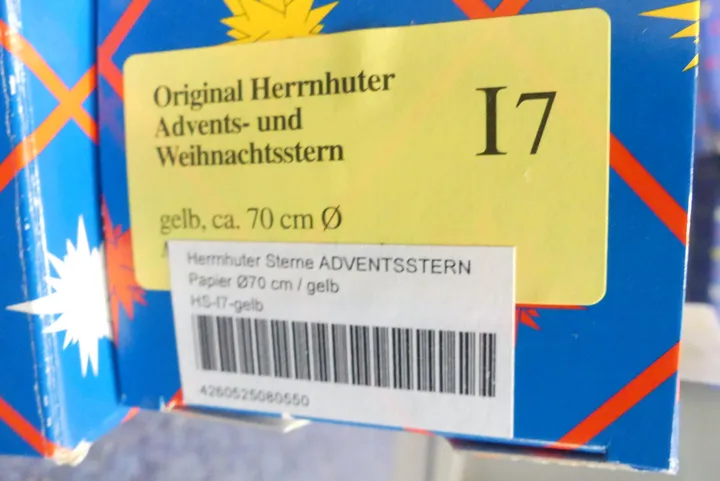 Original Herrnhuter
Advents- und
Weihnachtsstern
I7
gelb, ca. 70 cm Ø
Herrnhuter Sterne ADVENTSSTERN
Papier Ø70 cm / gelb
HS-I7-gelb
4260525080550